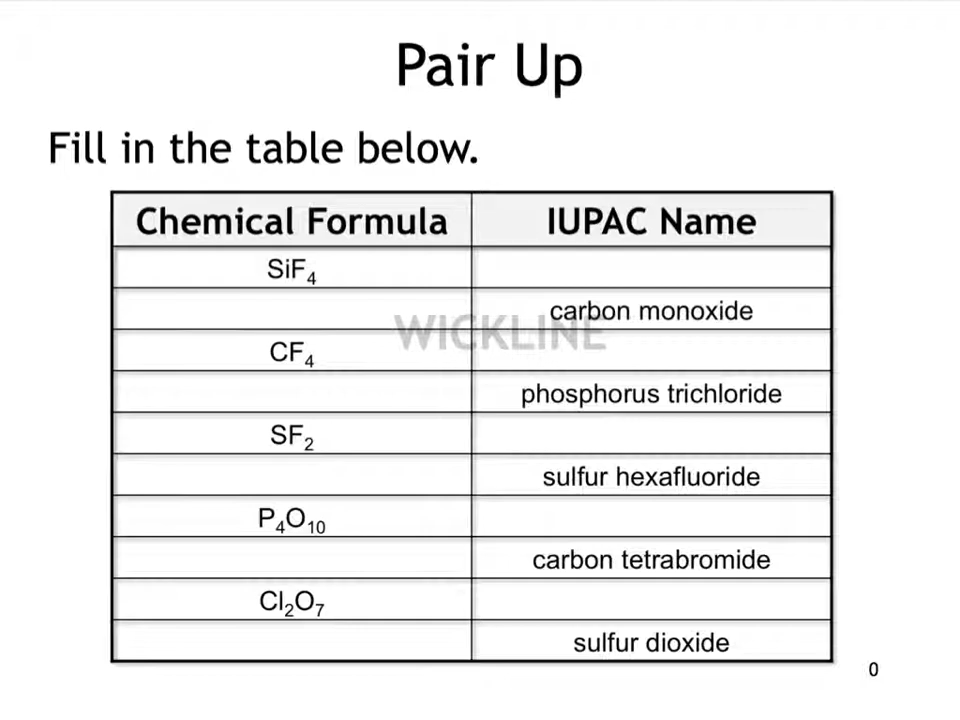 Pair Up
Fill in the table below.
Chemical Formula IUPAC Name
SiF₄
carbon monoxide
WICKLINE
CF₄
phosphorus trichloride
SF₂
sulfur hexafluoride
P₄O₁₀
carbon tetrabromide
Cl₂O₇
sulfur dioxide
0